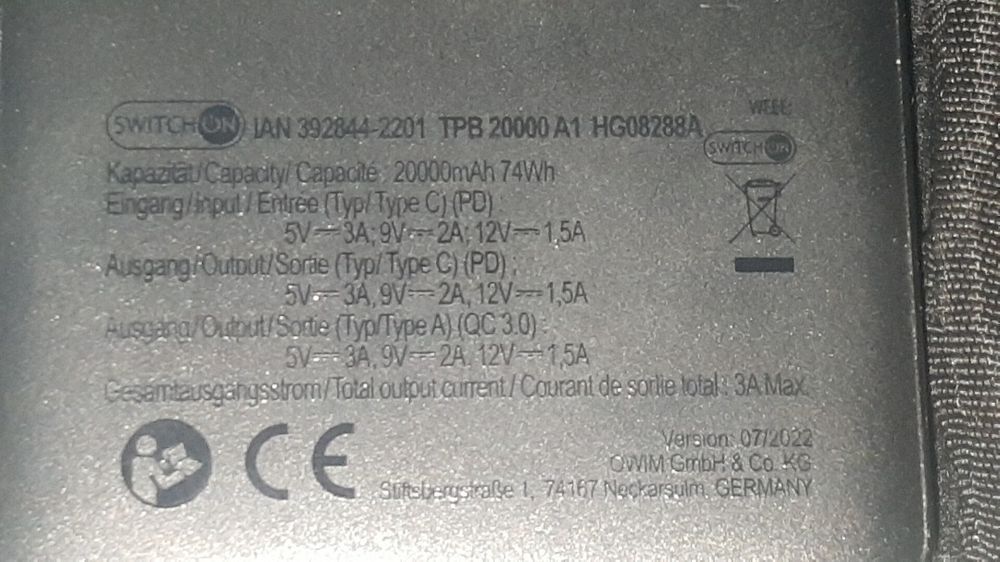 SWITCH ON IAN 392844-2201 TPB 20000 A1 HG08288A
WEEE:
SWITCH ON
Kapazität/Capacity/Capacité : 20000mAh 74Wh
Eingang/Input/Entrée (Typ/Type C) (PD) :
5V⎓3A; 9V⎓2A; 12V⎓1,5A
Ausgang/Output/Sortie (Typ/Type C) (PD) :
5V⎓3A, 9V⎓2A, 12V⎓1,5A
Ausgang/Output/Sortie (Typ/Type A) (QC 3.0) :
5V⎓3A, 9V⎓2A, 12V⎓1,5A
Gesamtausgangsstrom/Total output current/Courant de sortie total : 3A Max.
CE
Version: 07/2022
OWIM GmbH & Co. KG
Stiftsbergstraße 1, 74167 Neckarsulm, GERMANY